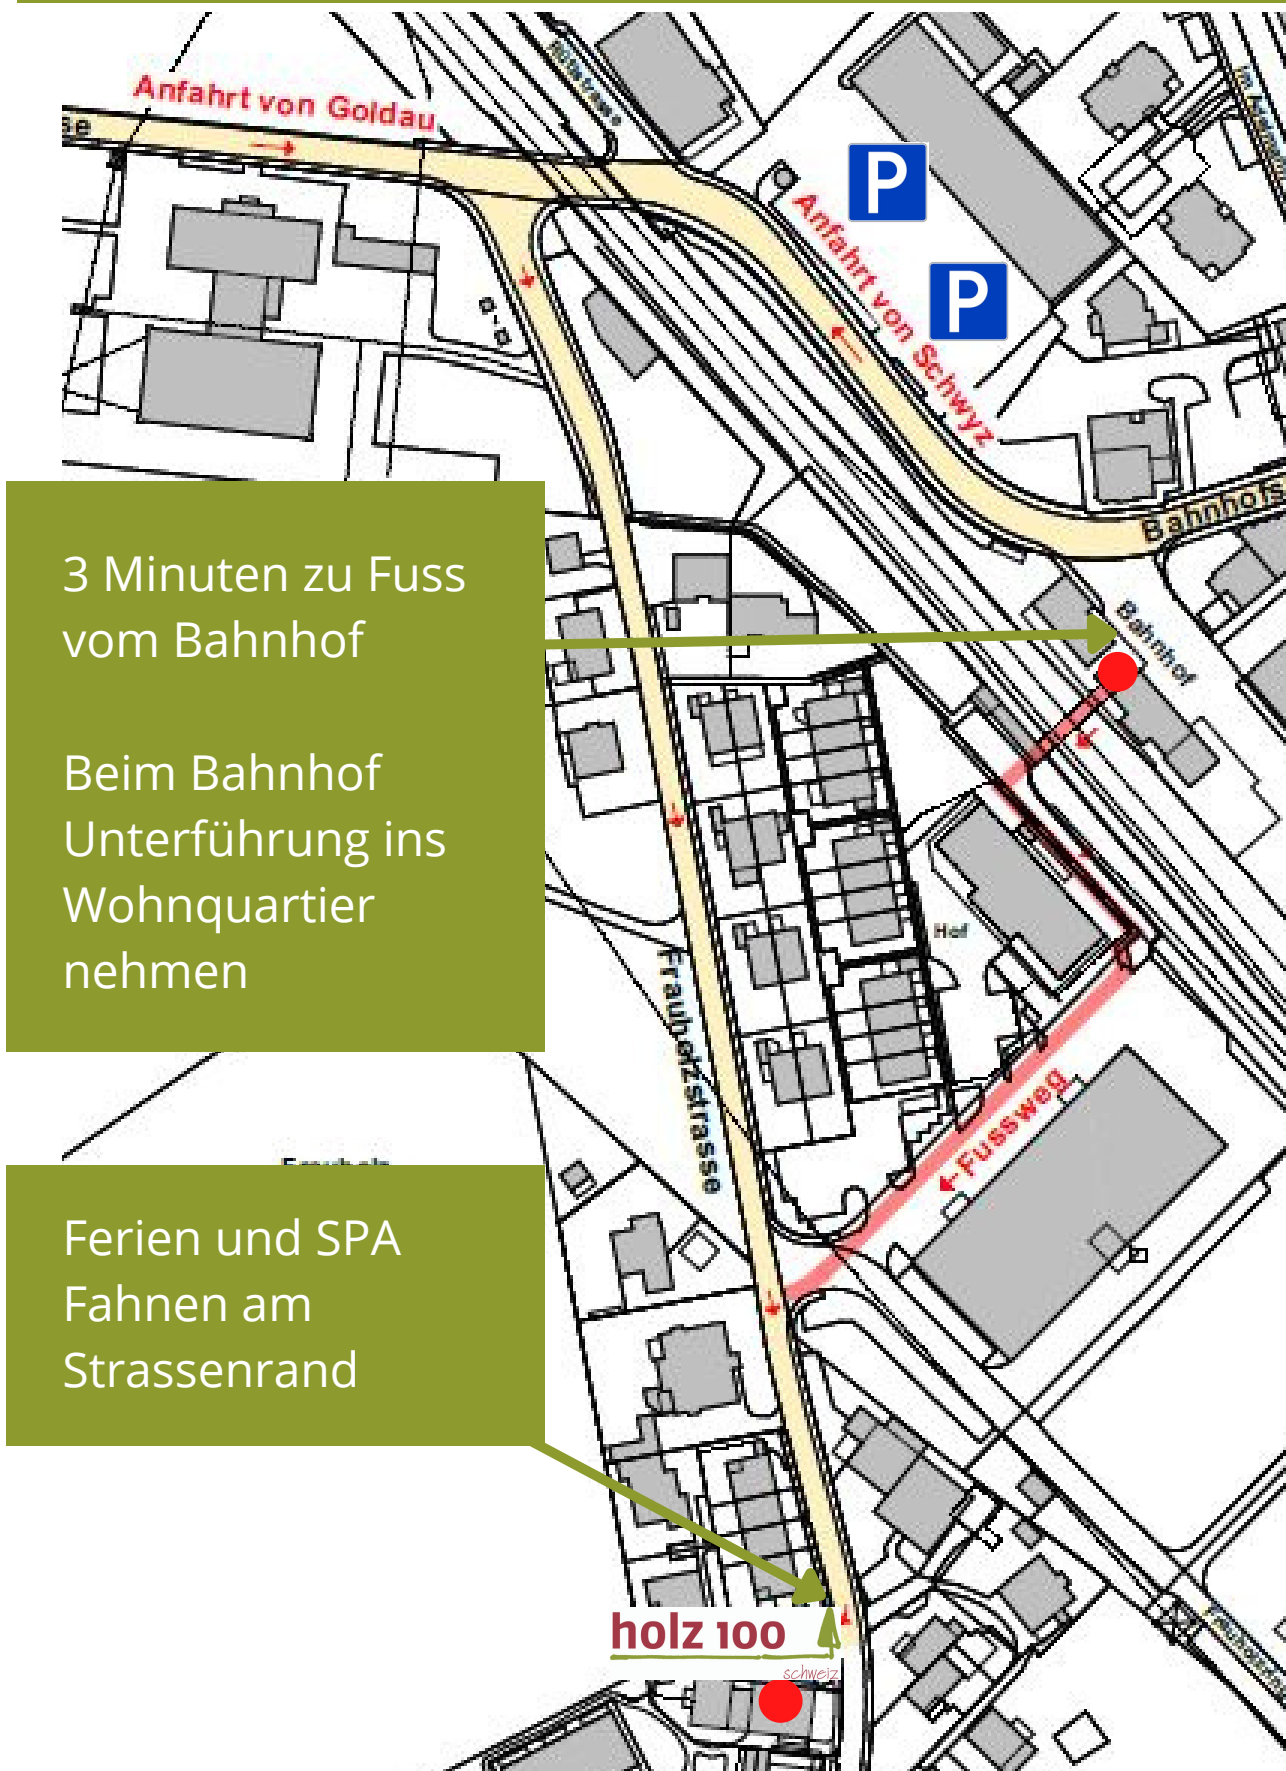 Anfahrt von Goldau
se
P
Anfahrt von Schwyz
P
Bahnhofs
3 Minuten zu Fuss
vom Bahnhof
Bahnhof
Beim Bahnhof
Unterführung ins
Wohnquartier
nehmen
Hof
Frauholzstrasse
Fussweg
Ferien und SPA
Fahnen am
Strassenrand
holz 100
schweiz